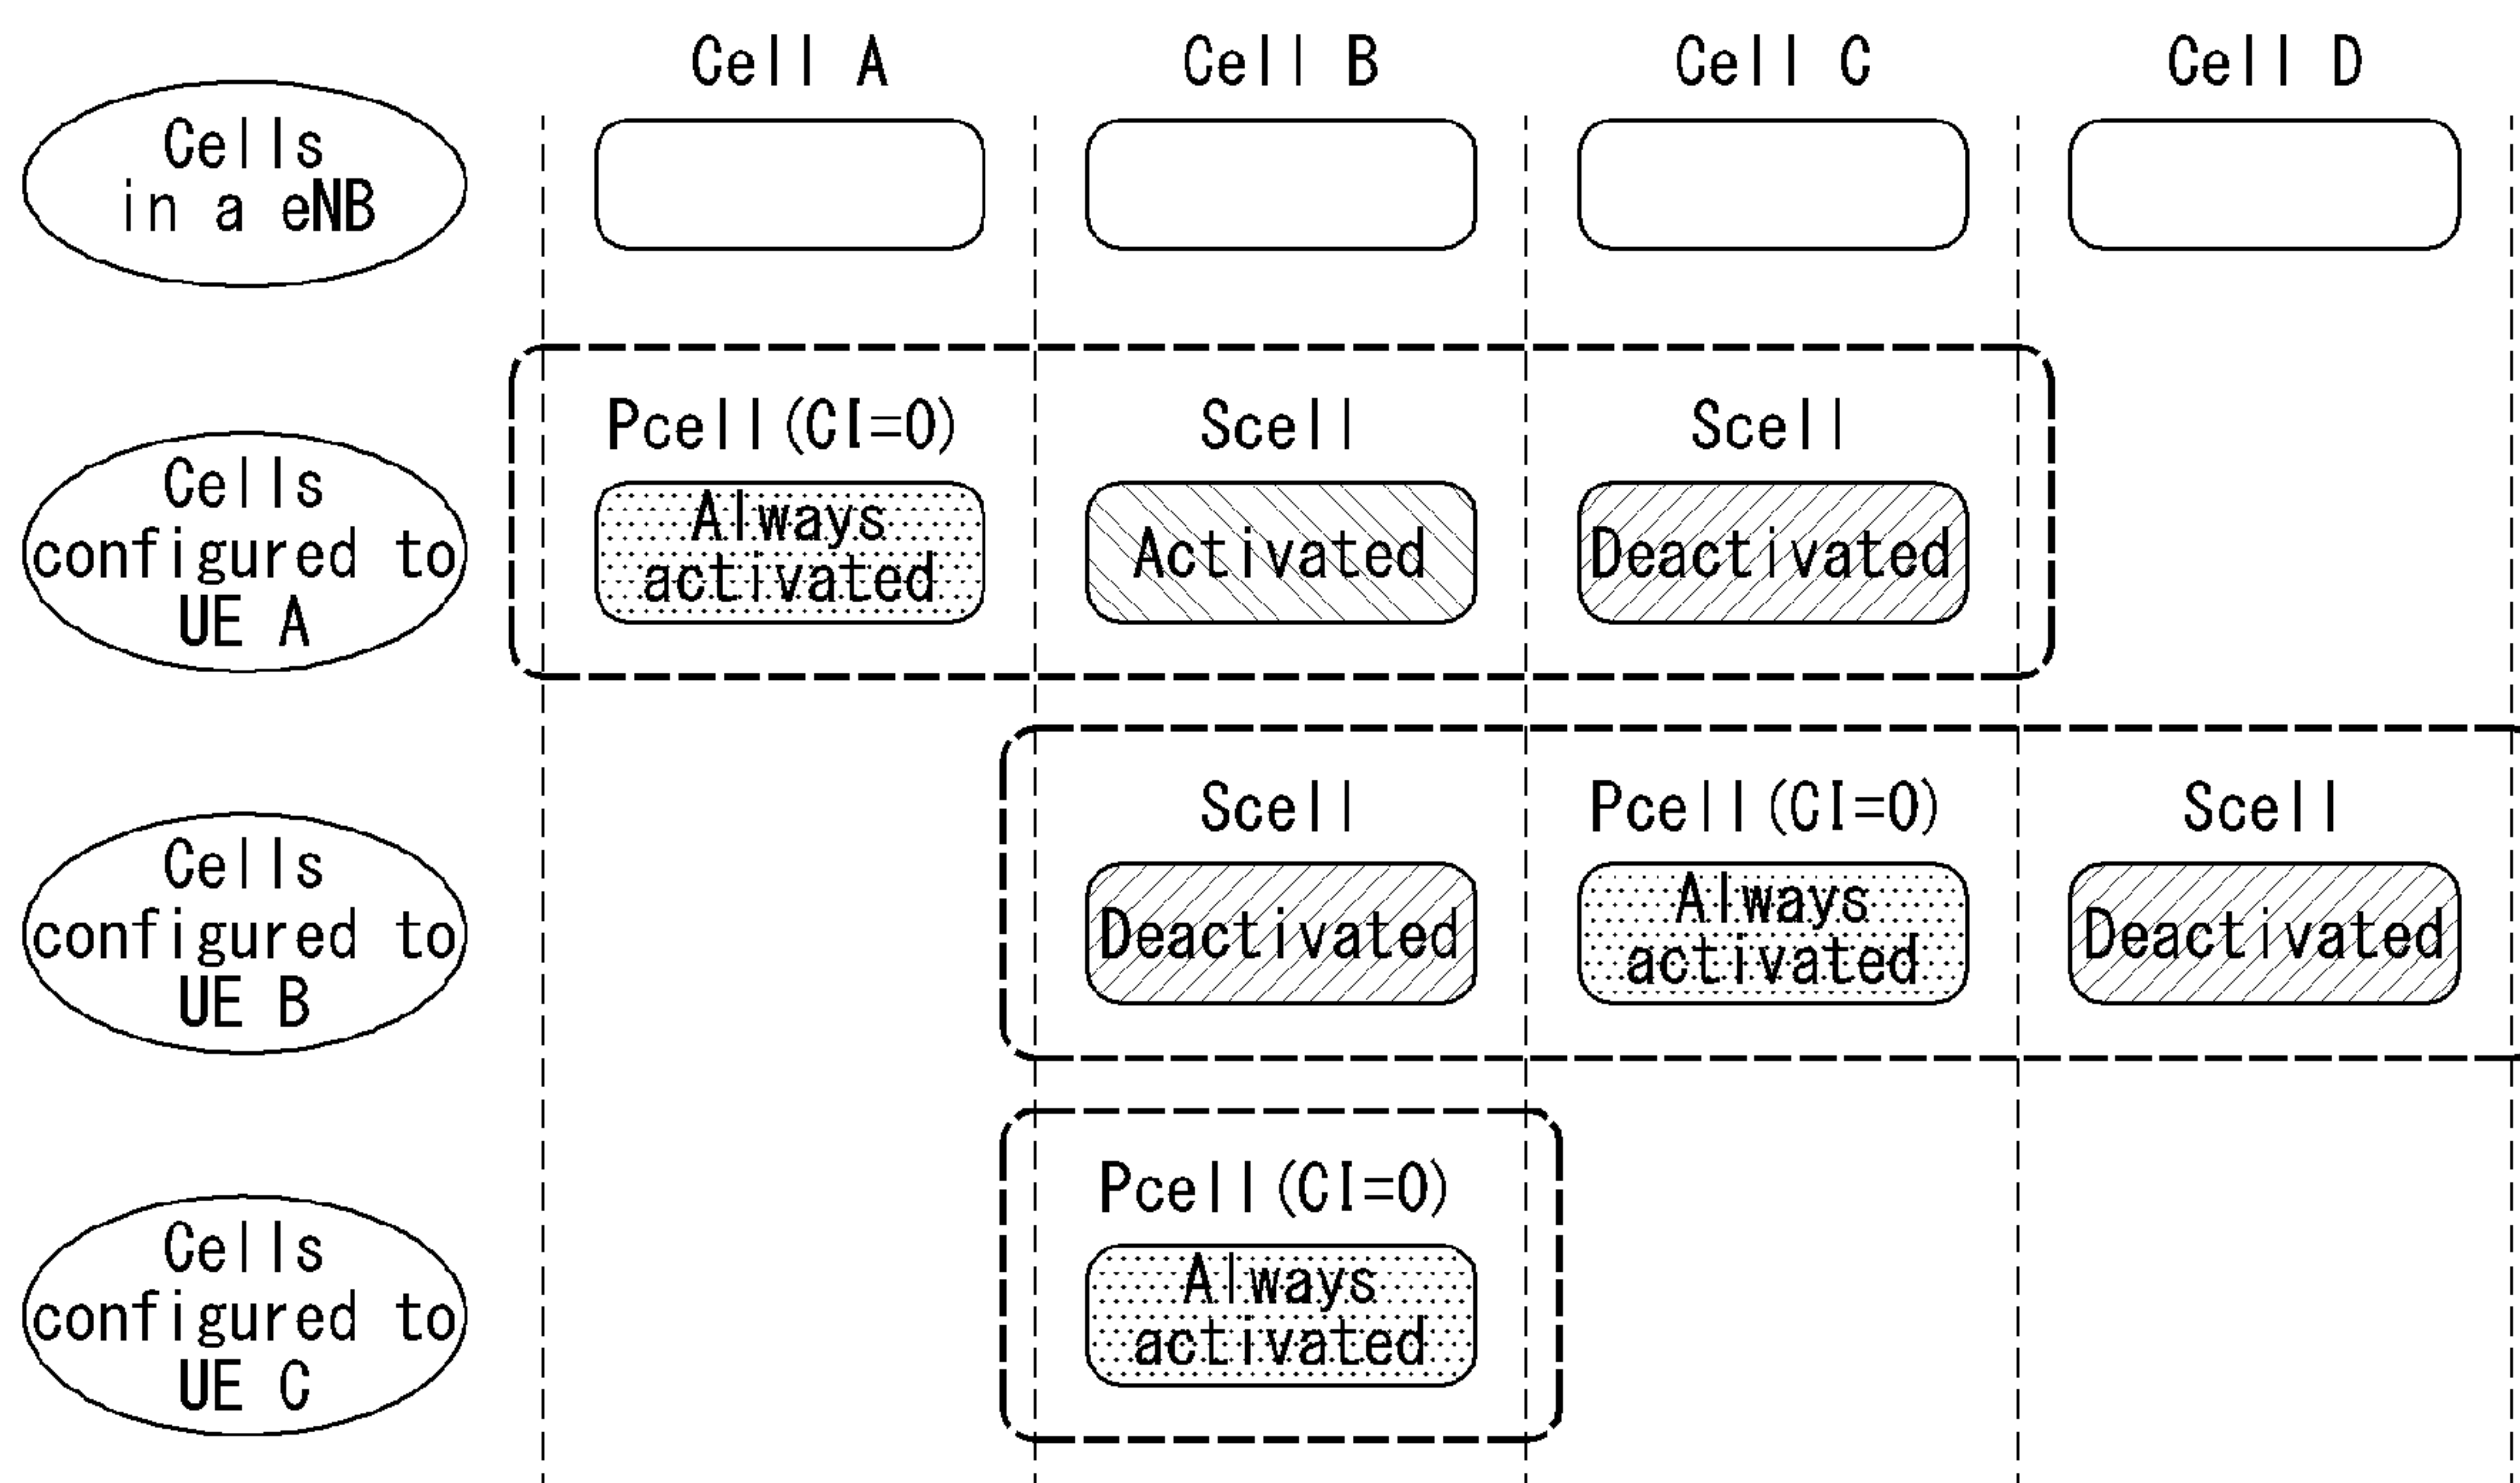 Cell A
Cell B
Cell C
Cell D
Cells
in a eNB
Cells
configured to
UE A
Pcell(CI=0)
Always
activated
Scell
Activated
Scell
Deactivated
Cells
configured to
UE B
Scell
Deactivated
Pcell(CI=0)
Always
activated
Scell
Deactivated
Cells
configured to
UE C
Pcell(CI=0)
Always
activated